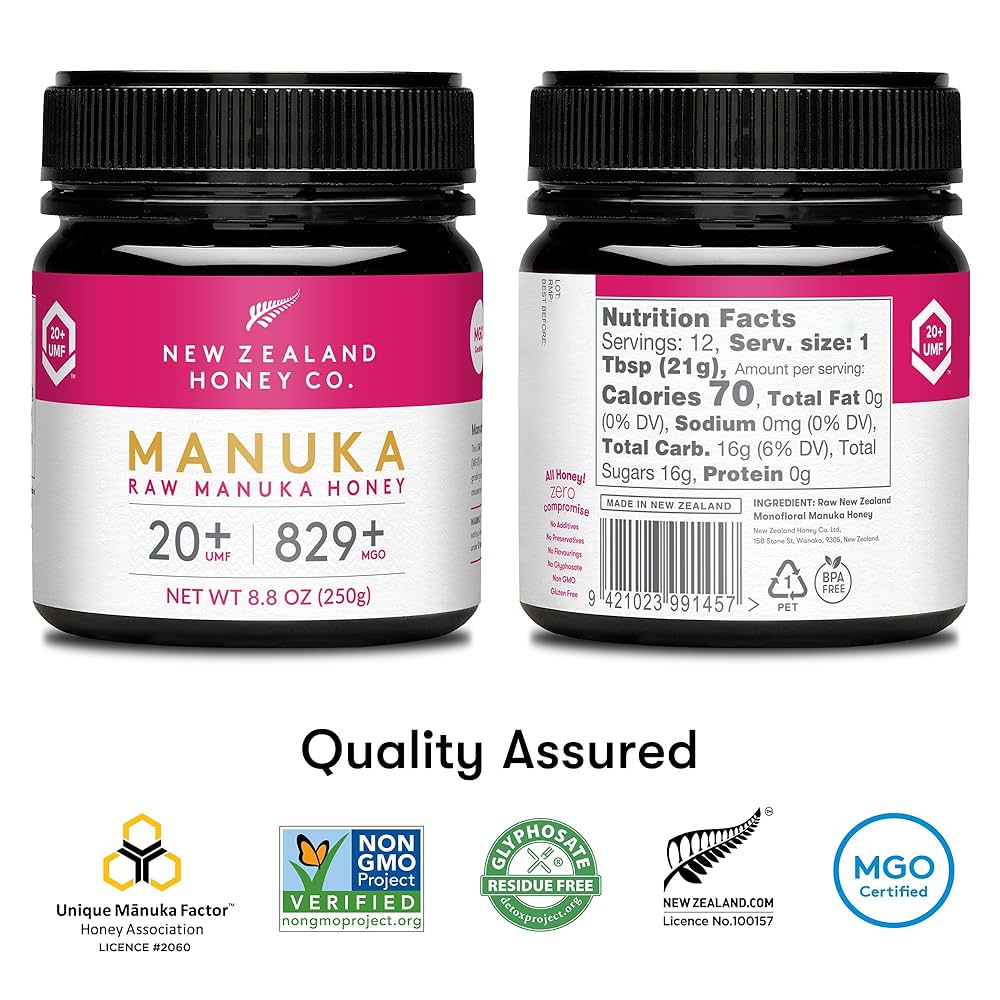 20+
UMF
TM
NEW ZEALAND
HONEY CO.
MGO
MANUKA
RAW MANUKA HONEY
20+ UMF | 829+ MGO
NET WT 8.8 OZ (250g)
LOT:
RMP:
BEST BEFORE:
Nutrition Facts
Servings: 12, Serv. size: 1
Tbsp (21g), Amount per serving:
Calories 70, Total Fat 0g
(0% DV), Sodium 0mg (0% DV),
Total Carb. 16g (6% DV), Total
Sugars 16g, Protein 0g
20+
UMF
TM
All Honey!
zero
compromise
No Additives
No Preservatives
No Flavourings
No Glyphosate
Non GMO
Gluten Free
MADE IN NEW ZEALAND
9 421023 991457 >
INGREDIENT: Raw New Zealand
Monofloral Manuka Honey
New Zealand Honey Co. Ltd,
158 Stone St, Wanaka, 9305, New Zealand.
1
PET
BPA
FREE
Quality Assured
Unique Mānuka Factor™
Honey Association
LICENCE #2060
NON
GMO
Project
VERIFIED
nongmoproject.org
GLYPHOSATE
®
RESIDUE FREE
detoxproject.org
TM
NEW ZEALAND.COM
Licence No.100157
MGO
Certified